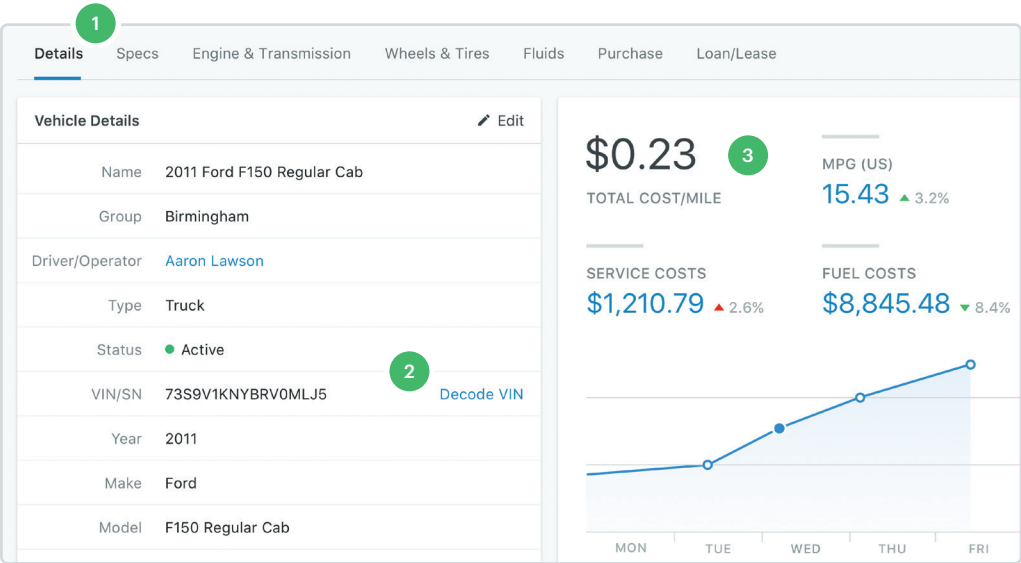 1
Details Specs Engine & Transmission Wheels & Tires Fluids Purchase Loan/Lease
Vehicle Details Edit
Name 2011 Ford F150 Regular Cab
Group Birmingham
Driver/Operator Aaron Lawson
Type Truck
Status Active
2
VIN/SN 73S9V1KNYBRV0MLJ5 Decode VIN
Year 2011
Make Ford
Model F150 Regular Cab
$0.23 3
TOTAL COST/MILE
MPG (US)
15.43 3.2%
SERVICE COSTS
$1,210.79 2.6%
FUEL COSTS
$8,845.48 8.4%
MON TUE WED THU FRI